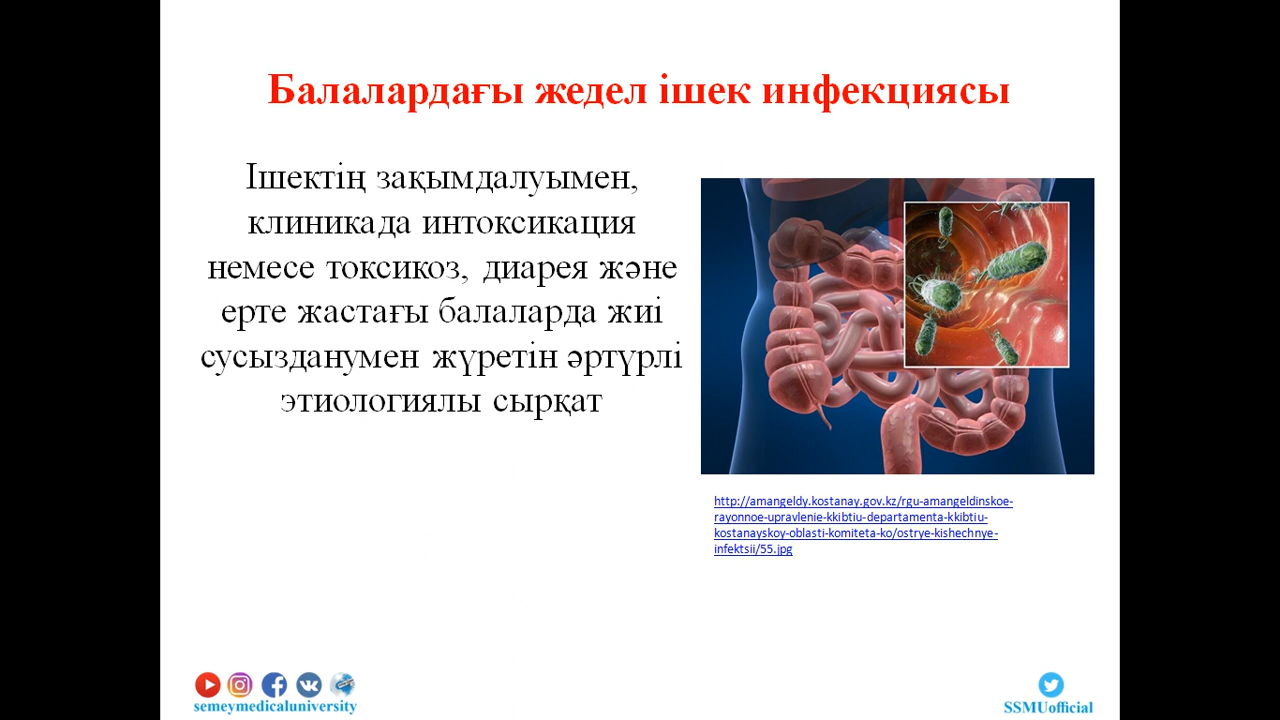 Балалардағы жедел ішек инфекциясы
Ішектің зақымдалуымен,
клиникада интоксикация
немесе токсикоз, диарея және
ерте жастағы балаларда жиі
сусызданумен жүретін әртүрлі
этиологиялы сырқат
http://amangeldy.kostanay.gov.kz/rgu-amangeldinskoe-
rayonnoe-upravlenie-kkibtiu-departamenta-kkibtiu-
kostanayskoy-oblasti-komiteta-ko/ostrye-kishechnye-
infektsii/55.jpg
semeymedicaluniversity
SSMUofficial